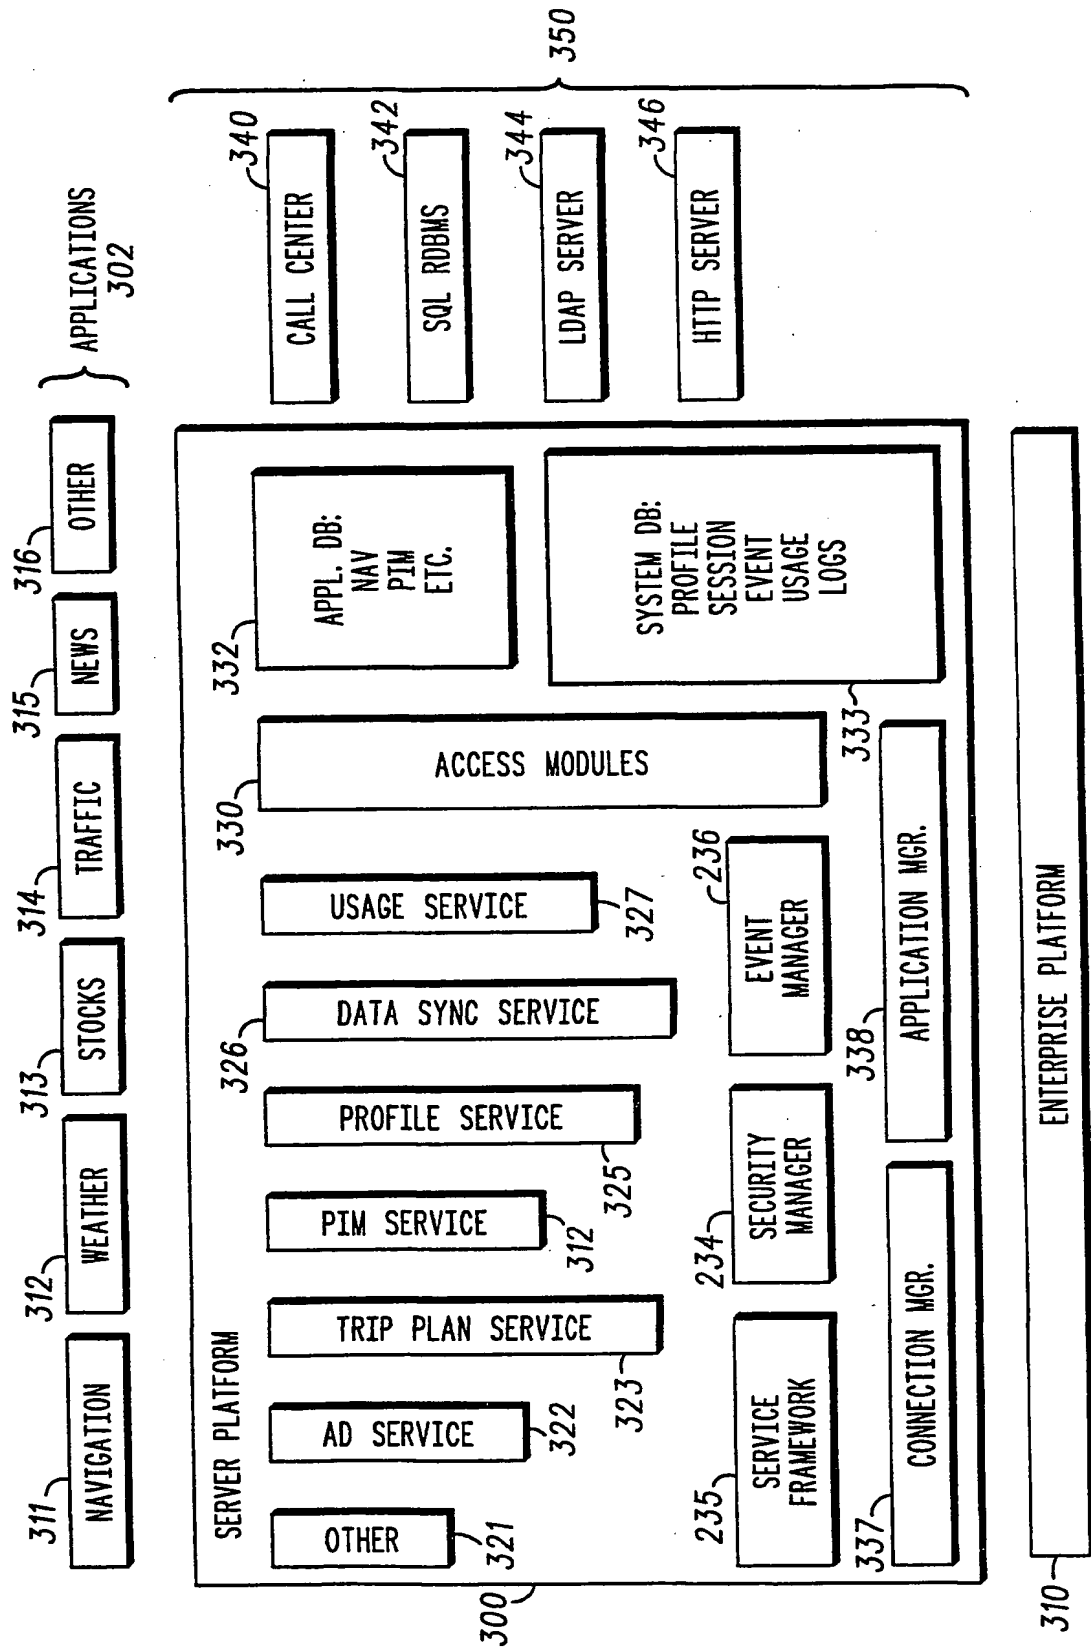 APPLICATIONS
302
311
NAVIGATION
312
WEATHER
313
STOCKS
314
TRAFFIC
315
NEWS
316
OTHER
300
SERVER PLATFORM
OTHER
321
AD SERVICE
322
TRIP PLAN SERVICE
323
PIM SERVICE
312
PROFILE SERVICE
325
326
DATA SYNC SERVICE
USAGE SERVICE
327
330
ACCESS MODULES
332
APPL. DB:
NAV
PIM
ETC.
SYSTEM DB:
PROFILE
SESSION
EVENT
USAGE
LOGS
333
235
SERVICE
FRAMEWORK
234
SECURITY
MANAGER
236
EVENT
MANAGER
337
CONNECTION MGR.
338
APPLICATION MGR.
340
CALL CENTER
342
SQL RDBMS
344
LDAP SERVER
346
HTTP SERVER
350
310
ENTERPRISE PLATFORM